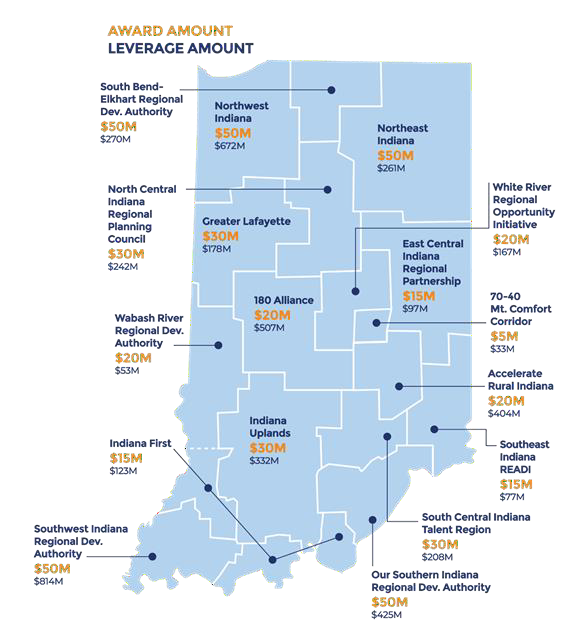 AWARD AMOUNT
LEVERAGE AMOUNT
South Bend-
Elkhart Regional
Dev. Authority
$50M
$270M
Northwest
Indiana
$50M
$672M
Northeast
Indiana
$50M
$261M
North Central
Indiana
Regional
Planning
Council
$30M
$242M
Greater Lafayette
$30M
$178M
White River
Regional
Opportunity
Initiative
$20M
$167M
East Central
Indiana
Regional
Partnership
$15M
$97M
180 Alliance
$20M
$507M
70-40
Mt. Comfort
Corridor
$5M
$33M
Wabash River
Regional Dev.
Authority
$20M
$53M
Accelerate
Rural Indiana
$20M
$404M
Indiana
Uplands
$30M
$332M
Indiana First
$15M
$123M
Southeast
Indiana
READI
$15M
$77M
South Central Indiana
Talent Region
$30M
$208M
Southwest Indiana
Regional Dev.
Authority
$50M
$814M
Our Southern Indiana
Regional Dev. Authority
$50M
$425M